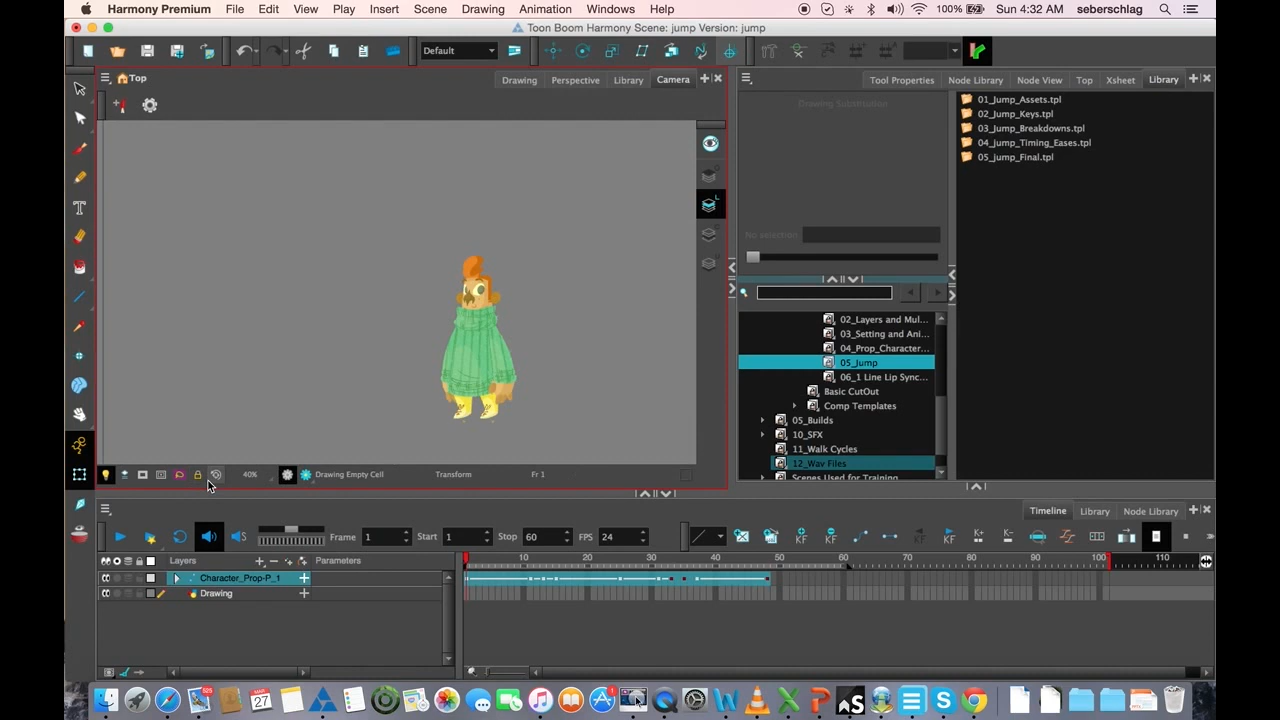 Harmony Premium File Edit View Play Insert Scene Drawing Animation Windows Help 100% Sun 4:32 AM seberschlag
Toon Boom Harmony Scene: jump Version: jump
Default
Top Drawing Perspective Library Camera
Tool Properties Node Library Node View Top Xsheet Library
Drawing Substitution
01_Jump_Assets.tpl
02_Jump_Keys.tpl
03_Jump_Breakdowns.tpl
04_Jump_Timing_Eases.tpl
05_Jump_Final.tpl
No selection
02_Layers and Mul...
03_Setting and Ani...
04_Prop_Character...
05_Jump
06_1 Line Lip Sync...
Basic CutOut
Comp Templates
05_Builds
10_SFX
11_Walk Cycles
12_Wav Files
Scenes Used for Training
40% Drawing Empty Cell Transform Fr 1
Timeline Library Node Library
Frame 1 Start 1 Stop 60 FPS 24
Layers Parameters 10 20 30 40 50 60 70 80 90 100 110
Character_Prop-P_1
Drawing